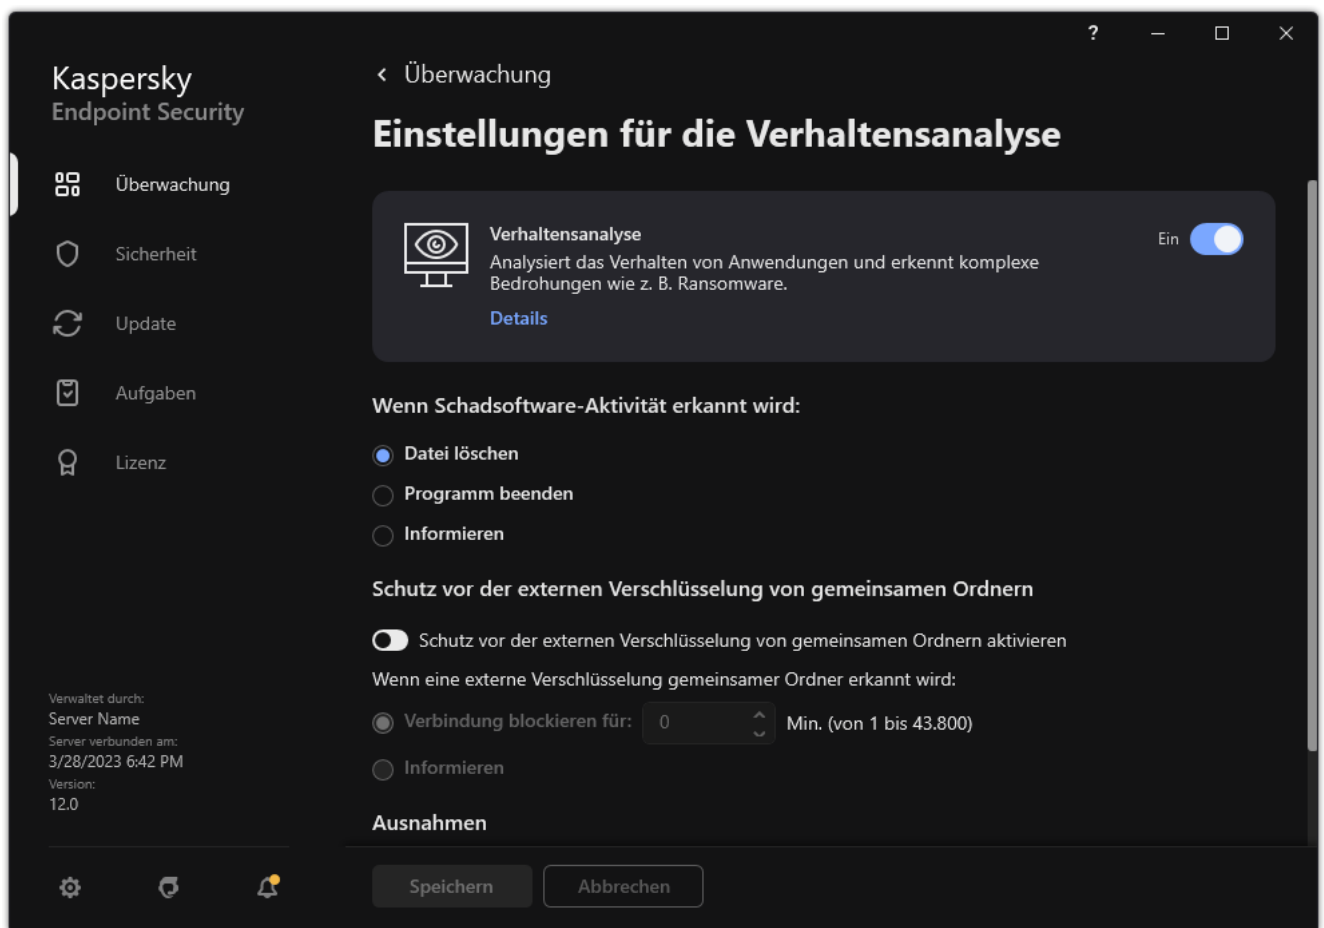 ?
Kaspersky
Endpoint Security
Überwachung
Sicherheit
Update
Aufgaben
Lizenz
Verwaltet durch:
Server Name
Server verbunden am:
3/28/2023 6:42 PM
Version:
12.0
Überwachung
Einstellungen für die Verhaltensanalyse
Verhaltensanalyse
Ein
Analysiert das Verhalten von Anwendungen und erkennt komplexe
Bedrohungen wie z. B. Ransomware.
Details
Wenn Schadsoftware-Aktivität erkannt wird:
Datei löschen
Programm beenden
Informieren
Schutz vor der externen Verschlüsselung von gemeinsamen Ordnern
Schutz vor der externen Verschlüsselung von gemeinsamen Ordnern aktivieren
Wenn eine externe Verschlüsselung gemeinsamer Ordner erkannt wird:
Verbindung blockieren für: 0 Min. (von 1 bis 43.800)
Informieren
Ausnahmen
Speichern Abbrechen